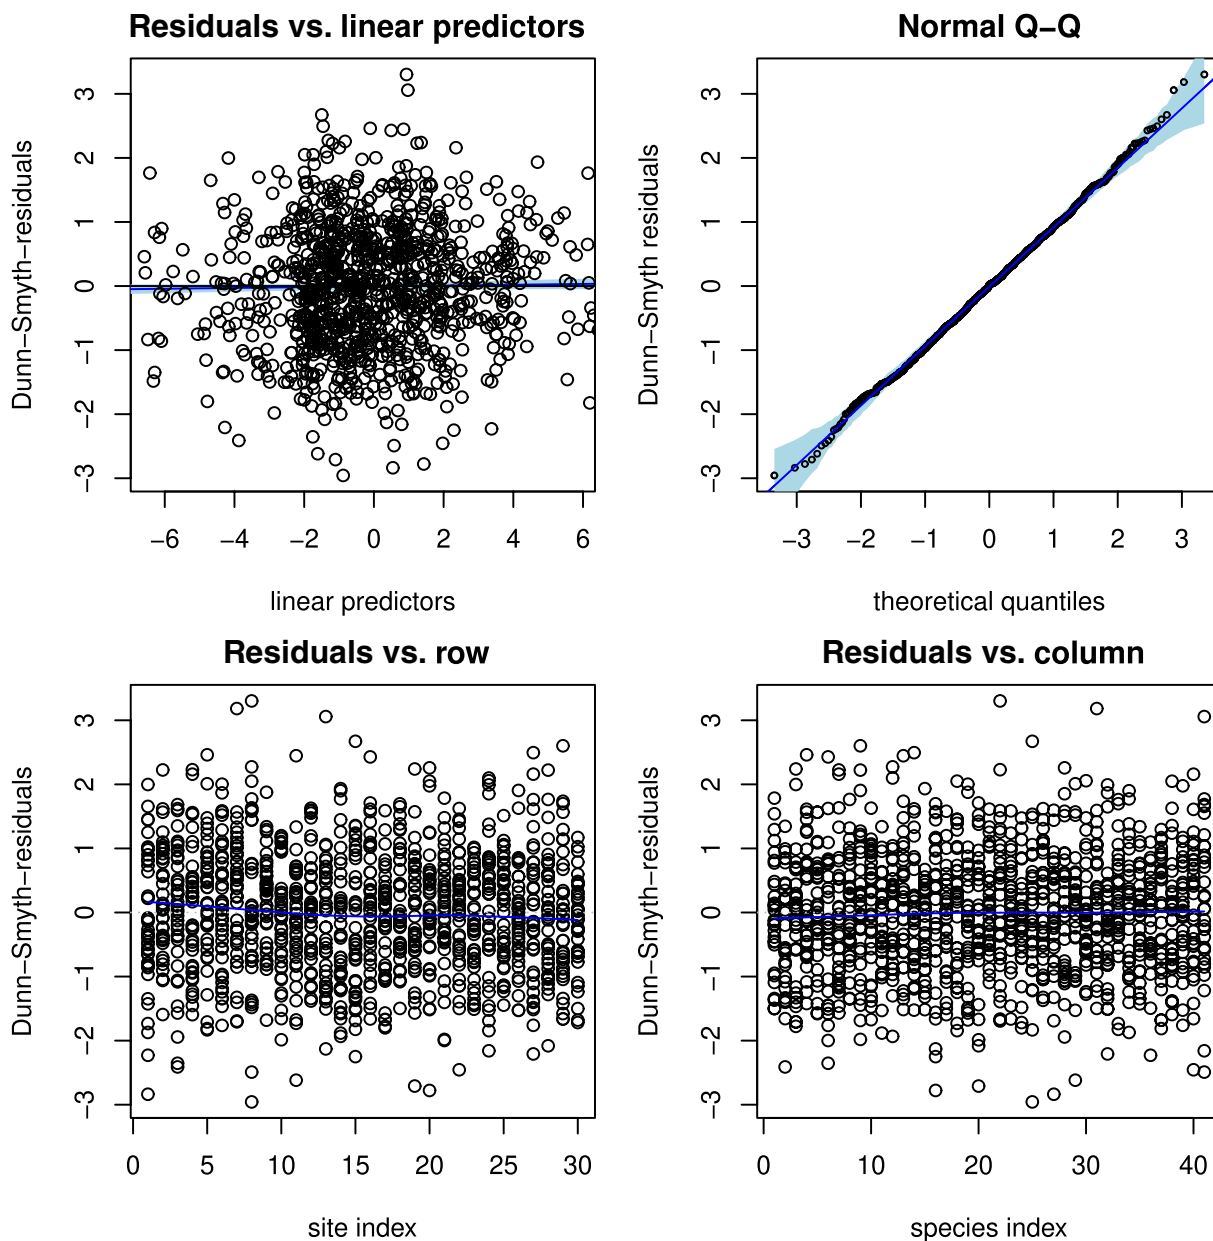 Residuals vs. linear predictors
Dunn−Smyth−residuals
3
2
1
0
−1
−2
−3
−6 −4 −2 0 2 4 6
linear predictors
Normal Q−Q
Dunn−Smyth residuals
3
2
1
0
−1
−2
−3
−3 −2 −1 0 1 2 3
theoretical quantiles
Residuals vs. row
Dunn−Smyth−residuals
3
2
1
0
−1
−2
−3
0 5 10 15 20 25 30
site index
Residuals vs. column
Dunn−Smyth−residuals
3
2
1
0
−1
−2
−3
0 10 20 30 40
species index